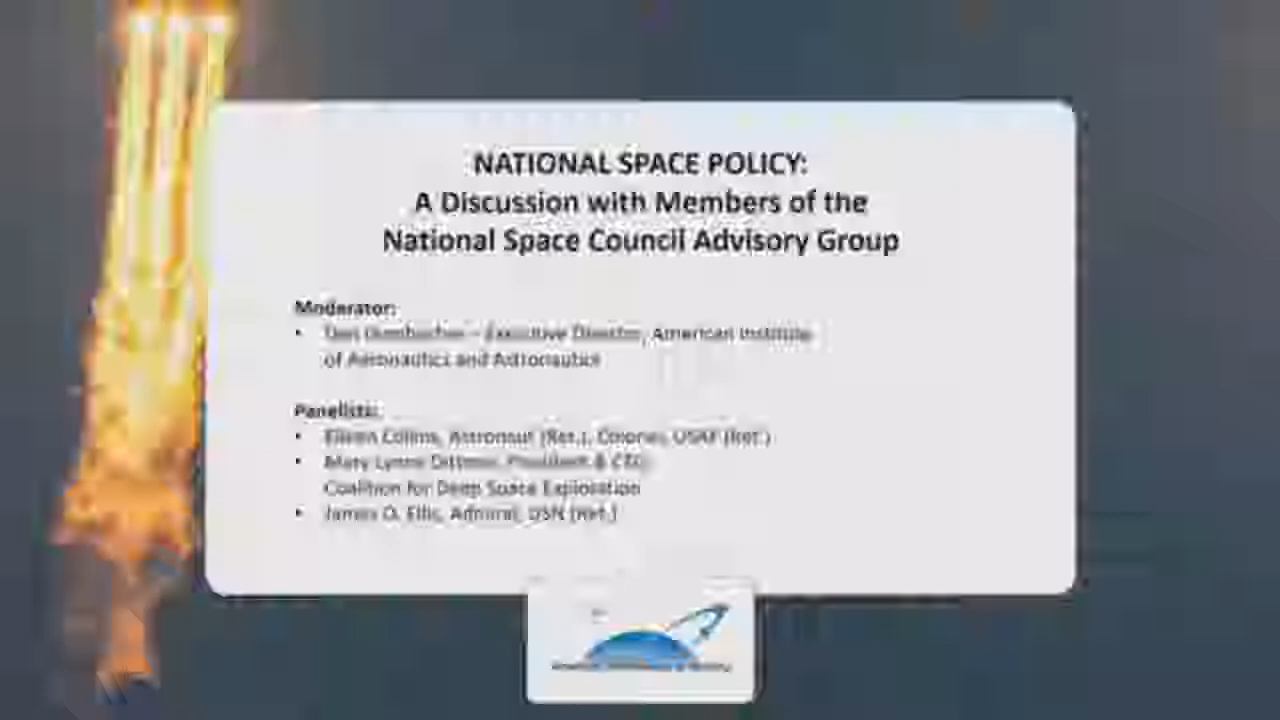 NATIONAL SPACE POLICY:
A Discussion with Members of the
National Space Council Advisory Group
Moderator:
• Dan Dumbacher – Executive Director, American Institute
of Aeronautics and Astronautics
Panelists:
• Eileen Collins, Astronaut (Ret.), Colonel, USAF (Ret.)
• Mary Lynne Dittmar, President & CEO,
Coalition for Deep Space Exploration
• James O. Ellis, Admiral, USN (Ret.)